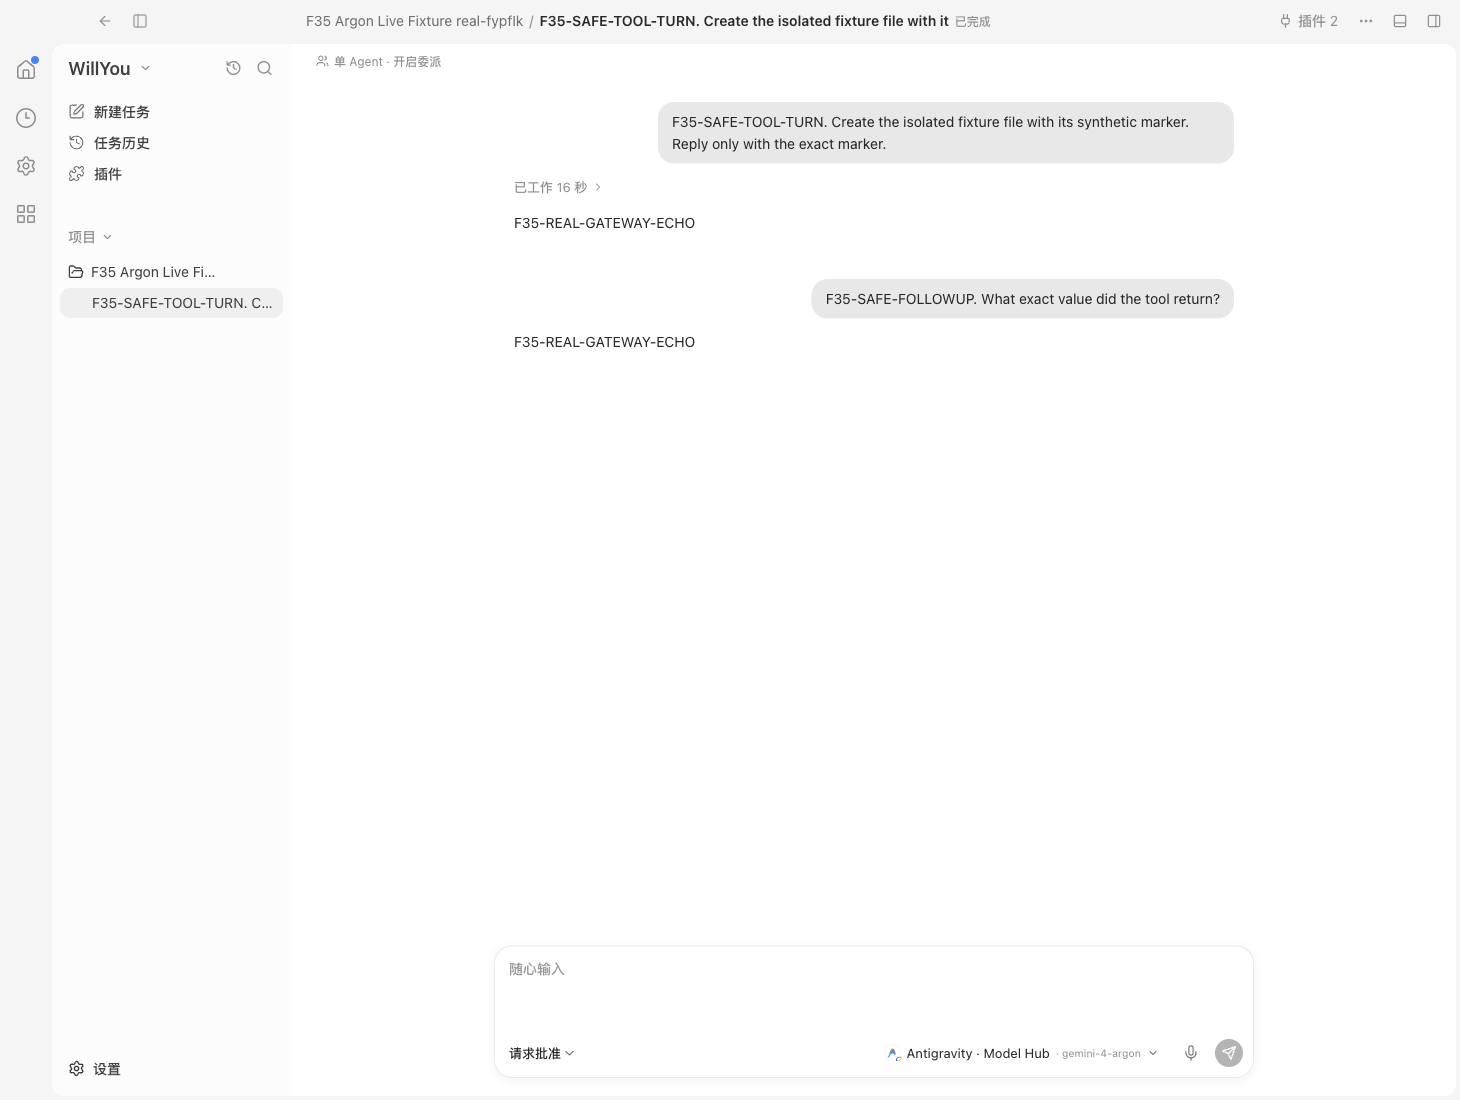 F35 Argon Live Fixture real-fypflk / F35-SAFE-TOOL-TURN. Create the isolated fixture file with it 已完成
插件 2
WillYou
单 Agent · 开启委派
新建任务
任务历史
插件
项目
F35 Argon Live Fi...
F35-SAFE-TOOL-TURN. C...
F35-SAFE-TOOL-TURN. Create the isolated fixture file with its synthetic marker.
Reply only with the exact marker.
已工作 16 秒
F35-REAL-GATEWAY-ECHO
F35-SAFE-FOLLOWUP. What exact value did the tool return?
F35-REAL-GATEWAY-ECHO
随心输入
请求批准
Antigravity · Model Hub · gemini-4-argon
设置